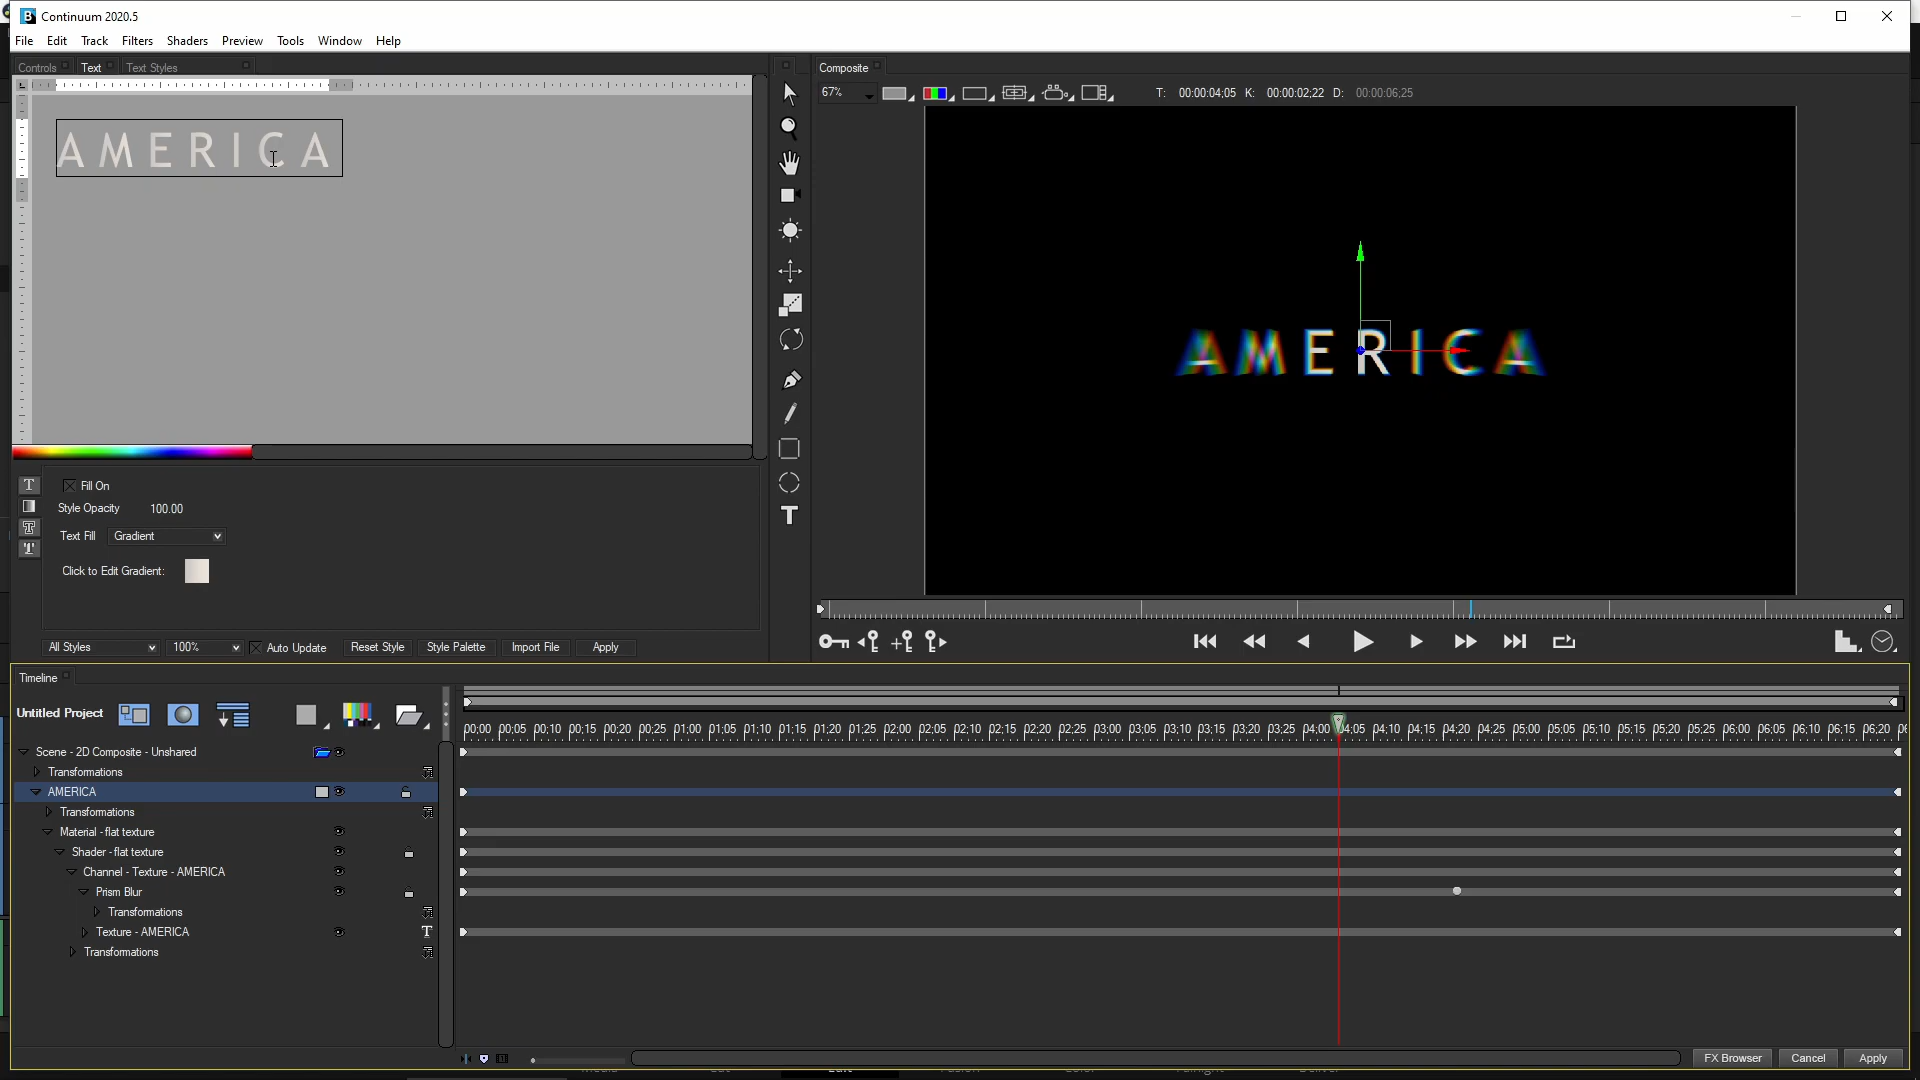 Continuum 2020.5
File Edit Track Filters Shaders Preview Tools Window Help
Controls Text Text Styles
Composite
67% T: 00:00:04;05 K: 00:00:02;22 D: 00:00:06;25
AMERICA
AMERICA
T
Fill On
Style Opacity 100.00
Text Fill Gradient
Click to Edit Gradient:
All Styles 100% Auto Update Reset Style Style Palette Import File Apply
Timeline
Untitled Project
00;00 00;05 00;10 00;15 00;20 00;25 01;00 01;05 01;10 01;15 01;20 01;25 02;00 02;05 02;10 02;15 02;20 02;25 03;00 03;05 03;10 03;15 03;20 03;25 04;00 04;05 04;10 04;15 04;20 04;25 05;00 05;05 05;10 05;15 05;20 05;25 06;00 06;05 06;10 06;15 06;20
Scene - 2D Composite - Unshared
Transformations
AMERICA
Transformations
Material - flat texture
Shader - flat texture
Channel - Texture - AMERICA
Prism Blur
Transformations
Texture - AMERICA T
Transformations
FX Browser Cancel Apply